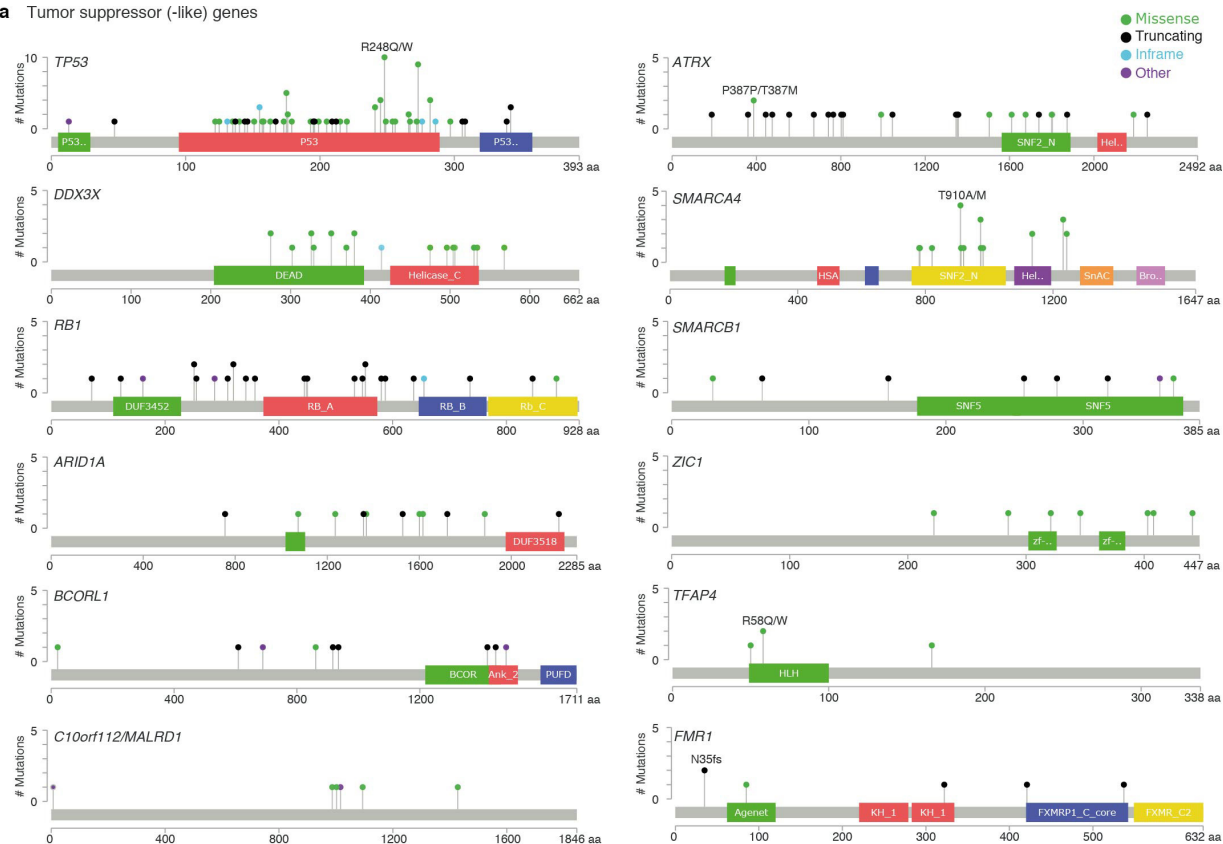 a Tumor suppressor (-like) genes
Missense
Truncating
Inframe
Other
TP53
# Mutations
10
5
0
R248Q/W
P53..
P53
P53..
0 100 200 300 393 aa
ATRX
# Mutations
5
0
P387P/T387M
SNF2_N
Hel..
0 400 800 1200 1600 2000 2492 aa
DDX3X
# Mutations
5
0
DEAD
Helicase_C
0 100 200 300 400 500 600 662 aa
SMARCA4
# Mutations
5
0
T910A/M
HSA
SNF2_N
Hel..
SnAC
Bro..
0 400 800 1200 1647 aa
RB1
# Mutations
5
0
DUF3452
RB_A
RB_B
Rb_C
0 200 400 600 800 928 aa
SMARCB1
# Mutations
5
0
SNF5
SNF5
0 100 200 300 385 aa
ARID1A
# Mutations
5
0
DUF3518
0 400 800 1200 1600 2000 2285 aa
ZIC1
# Mutations
5
0
zf-..
zf-..
0 100 200 300 400 447 aa
BCORL1
# Mutations
5
0
BCOR
Ank_2
PUFD
0 400 800 1200 1711 aa
TFAP4
# Mutations
5
0
R58Q/W
HLH
0 100 200 300 338 aa
C10orf112/MALRD1
# Mutations
5
0
0 400 800 1200 1600 1846 aa
FMR1
# Mutations
5
0
N35fs
Agenet
KH_1
KH_1
FXMRP1_C_core
FXMR_C2
0 100 200 300 400 500 632 aa